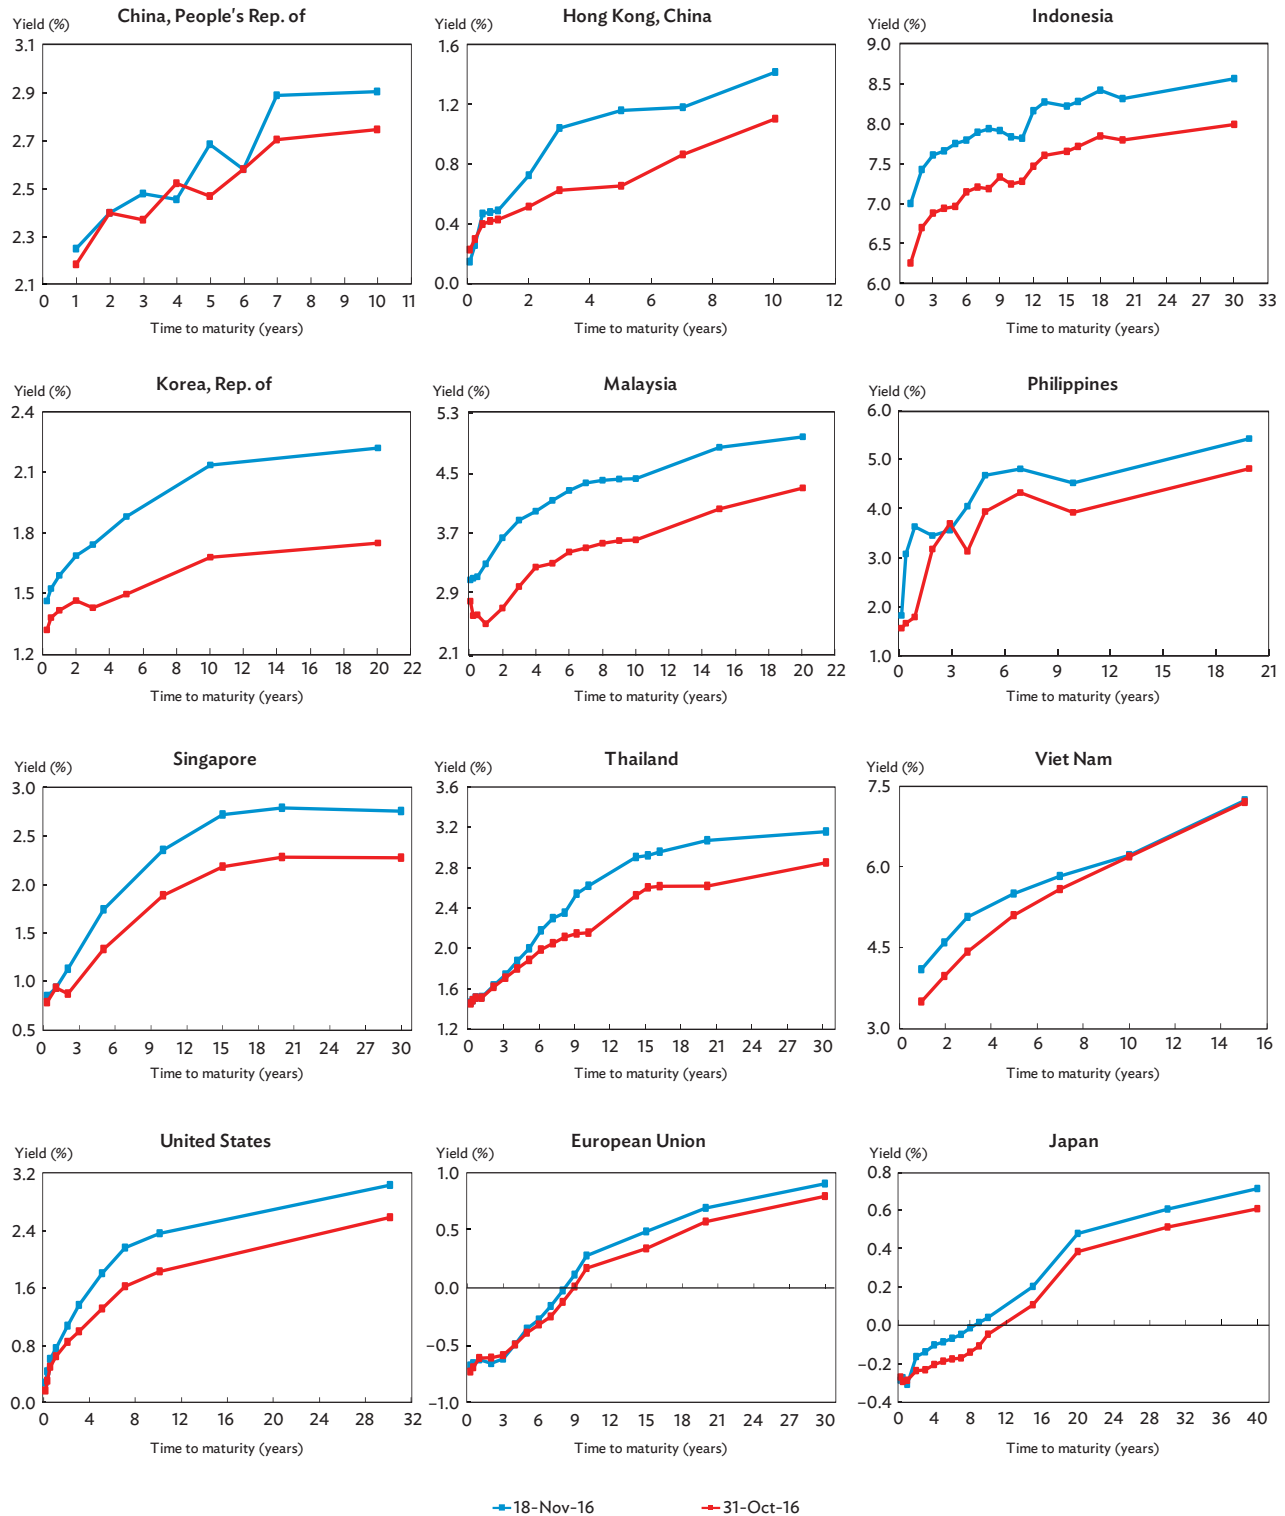 China, People's Rep. of
Yield (%)
3.1
2.9
2.7
2.5
2.3
2.1
0 1 2 3 4 5 6 7 8 9 10 11
Time to maturity (years)
Hong Kong, China
Yield (%)
1.6
1.2
0.8
0.4
0.0
0 2 4 6 8 10 12
Time to maturity (years)
Indonesia
Yield (%)
9.0
8.5
8.0
7.5
7.0
6.5
6.0
0 3 6 9 12 15 18 21 24 27 30 33
Time to maturity (years)
Korea, Rep. of
Yield (%)
2.4
2.1
1.8
1.5
1.2
0 2 4 6 8 10 12 14 16 18 20 22
Time to maturity (years)
Malaysia
Yield (%)
5.3
4.5
3.7
2.9
2.1
0 2 4 6 8 10 12 14 16 18 20 22
Time to maturity (years)
Philippines
Yield (%)
6.0
5.0
4.0
3.0
2.0
1.0
0 3 6 9 12 15 18 21
Time to maturity (years)
Singapore
Yield (%)
3.0
2.5
2.0
1.5
1.0
0.5
0 3 6 9 12 15 18 21 24 27 30
Time to maturity (years)
Thailand
Yield (%)
3.6
3.2
2.8
2.4
2.0
1.6
1.2
0 3 6 9 12 15 18 21 24 27 30
Time to maturity (years)
Viet Nam
Yield (%)
7.5
6.0
4.5
3.0
0 2 4 6 8 10 12 14 16
Time to maturity (years)
United States
Yield (%)
3.2
2.4
1.6
0.8
0.0
0 4 8 12 16 20 24 28 32
Time to maturity (years)
European Union
Yield (%)
1.0
0.5
0.0
–0.5
–1.0
0 3 6 9 12 15 18 21 24 27 30
Time to maturity (years)
Japan
Yield (%)
0.8
0.6
0.4
0.2
0.0
–0.2
–0.4
0 4 8 12 16 20 24 28 32 36 40
Time to maturity (years)
18-Nov-16
31-Oct-16